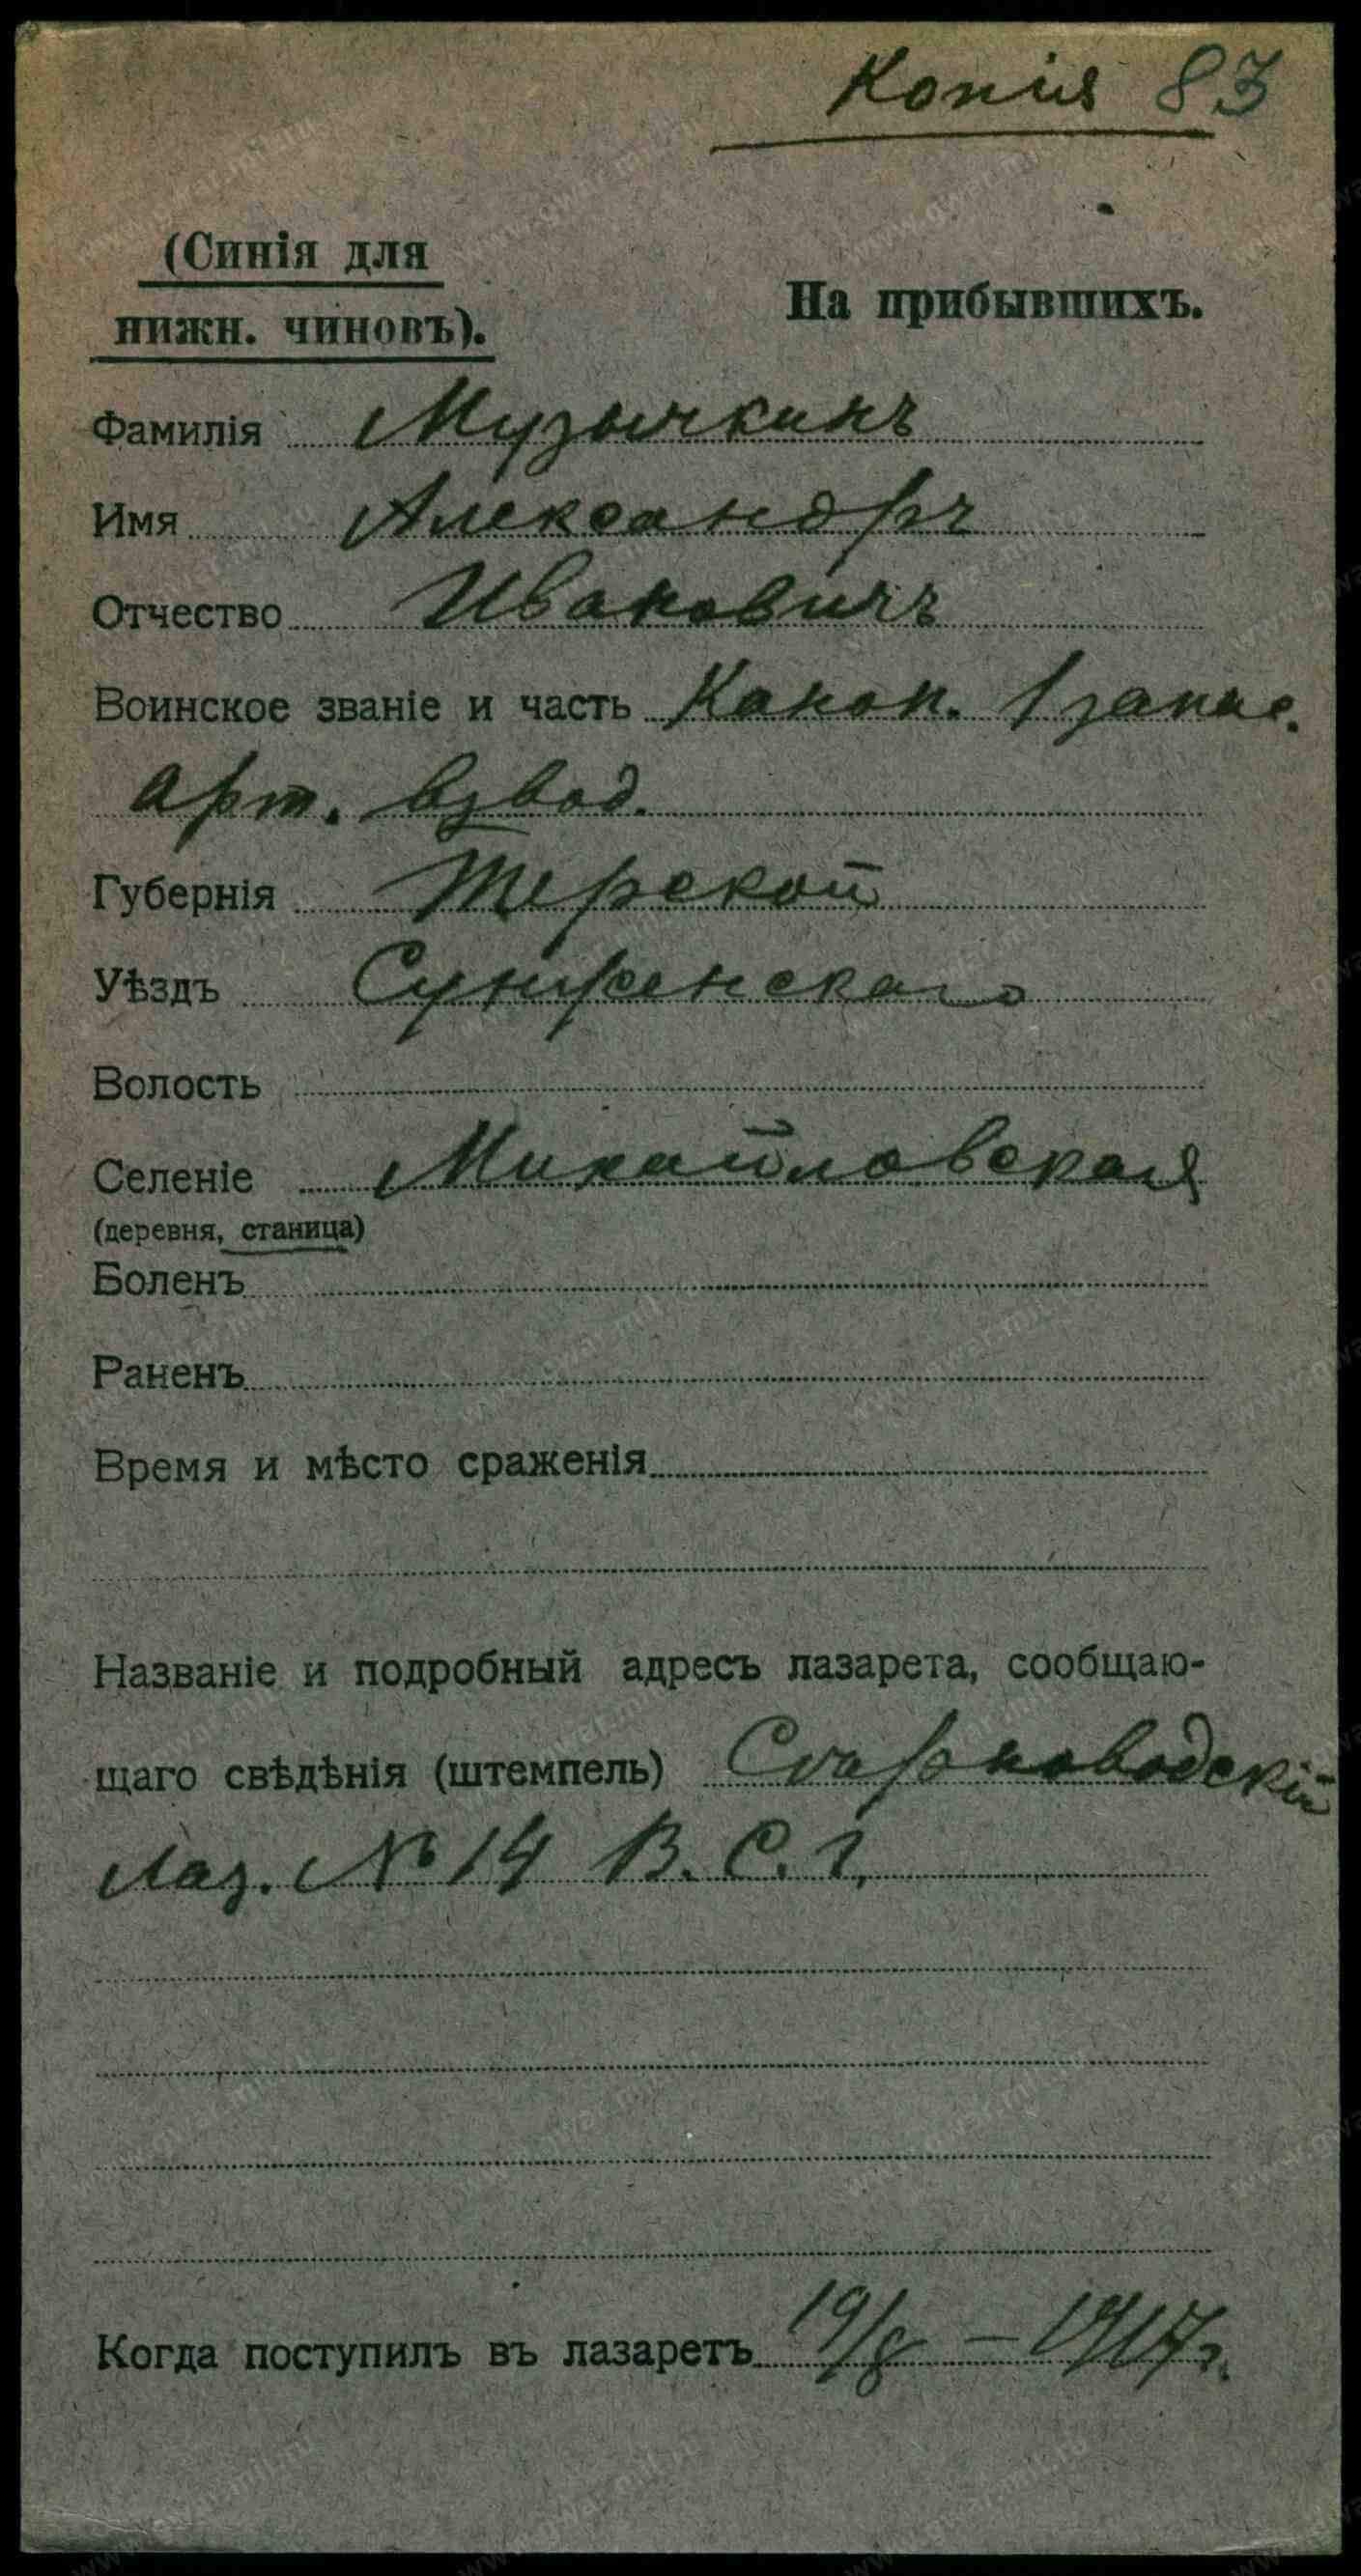 Копія 83
(Синія для
нижн. чиновъ).
На прибывшихъ.
Фамилія Музычкинъ
Имя Александръ
Отчество Ивановичъ
Воинское званіе и часть Канон. 1 запас.
арт. взвод.
Губернія Терской
Уѣздъ Сунженскаго
Волость
Селеніе Михайловская
(деревня, станица)
Боленъ
Раненъ
Время и мѣсто сраженія
Названіе и подробный адресъ лазарета, сообщаю-
щаго свѣдѣнія (штемпель) Сѣрноводскій
Лаз. № 14 В. С. Г.
Когда поступилъ въ лазаретъ 19/8 – 1917 г.